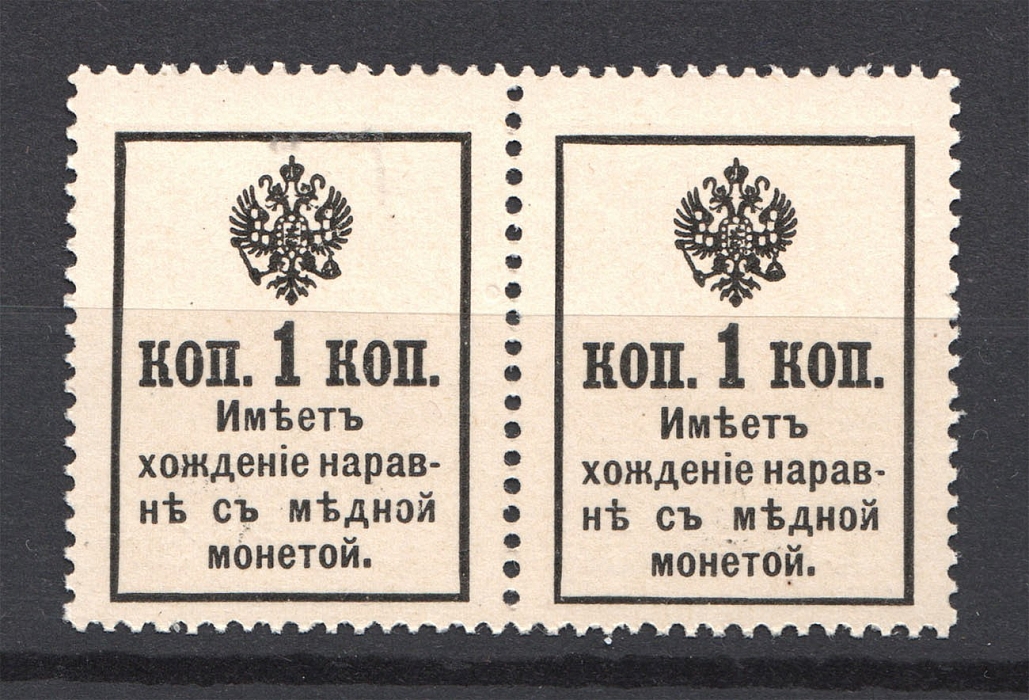 коп. 1 коп.
Имѣетъ
хожденіе нарав-
нѣ съ мѣдной
монетой.
коп. 1 коп.
Имѣетъ
хожденіе нарав-
нѣ съ мѣдной
монетой.